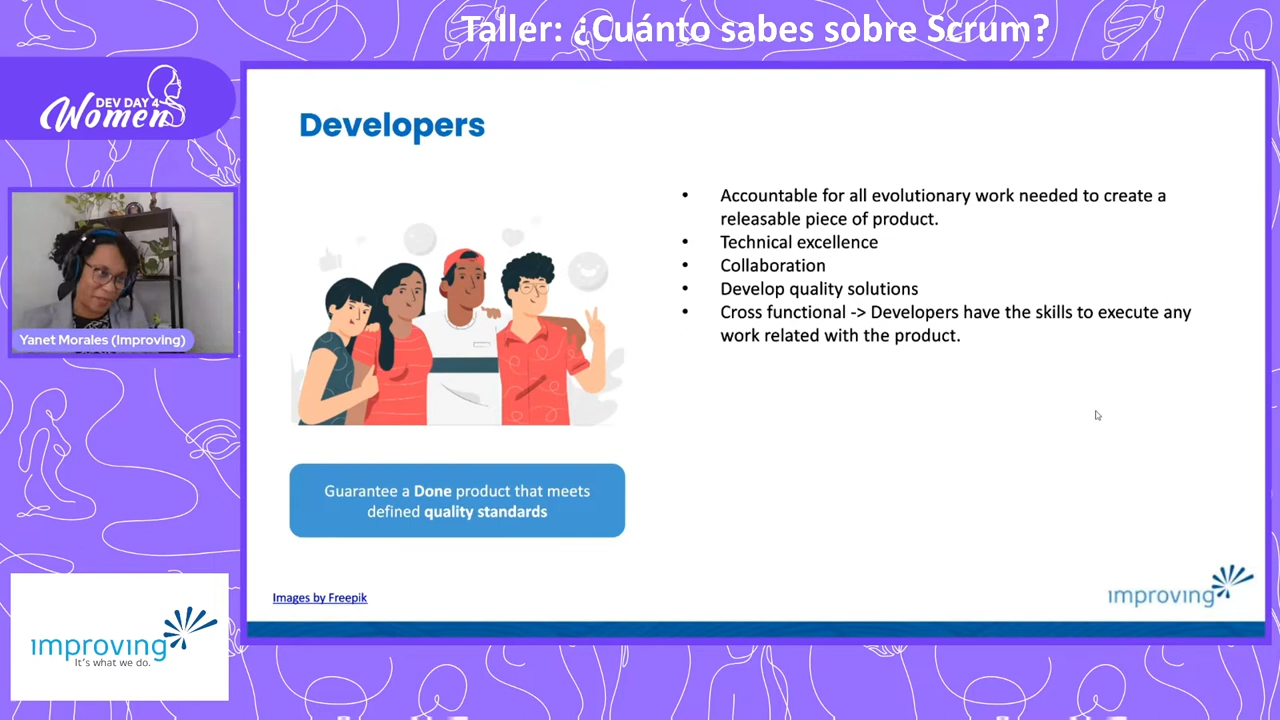 Taller: ¿Cuánto sabes sobre Scrum?
DEV DAY 4
Women
Yanet Morales (Improving)
improving
It's what we do.
Developers
• Accountable for all evolutionary work needed to create a
releasable piece of product.
• Technical excellence
• Collaboration
• Develop quality solutions
• Cross functional -> Developers have the skills to execute any
work related with the product.
Guarantee a Done product that meets
defined quality standards
Images by Freepik
improving